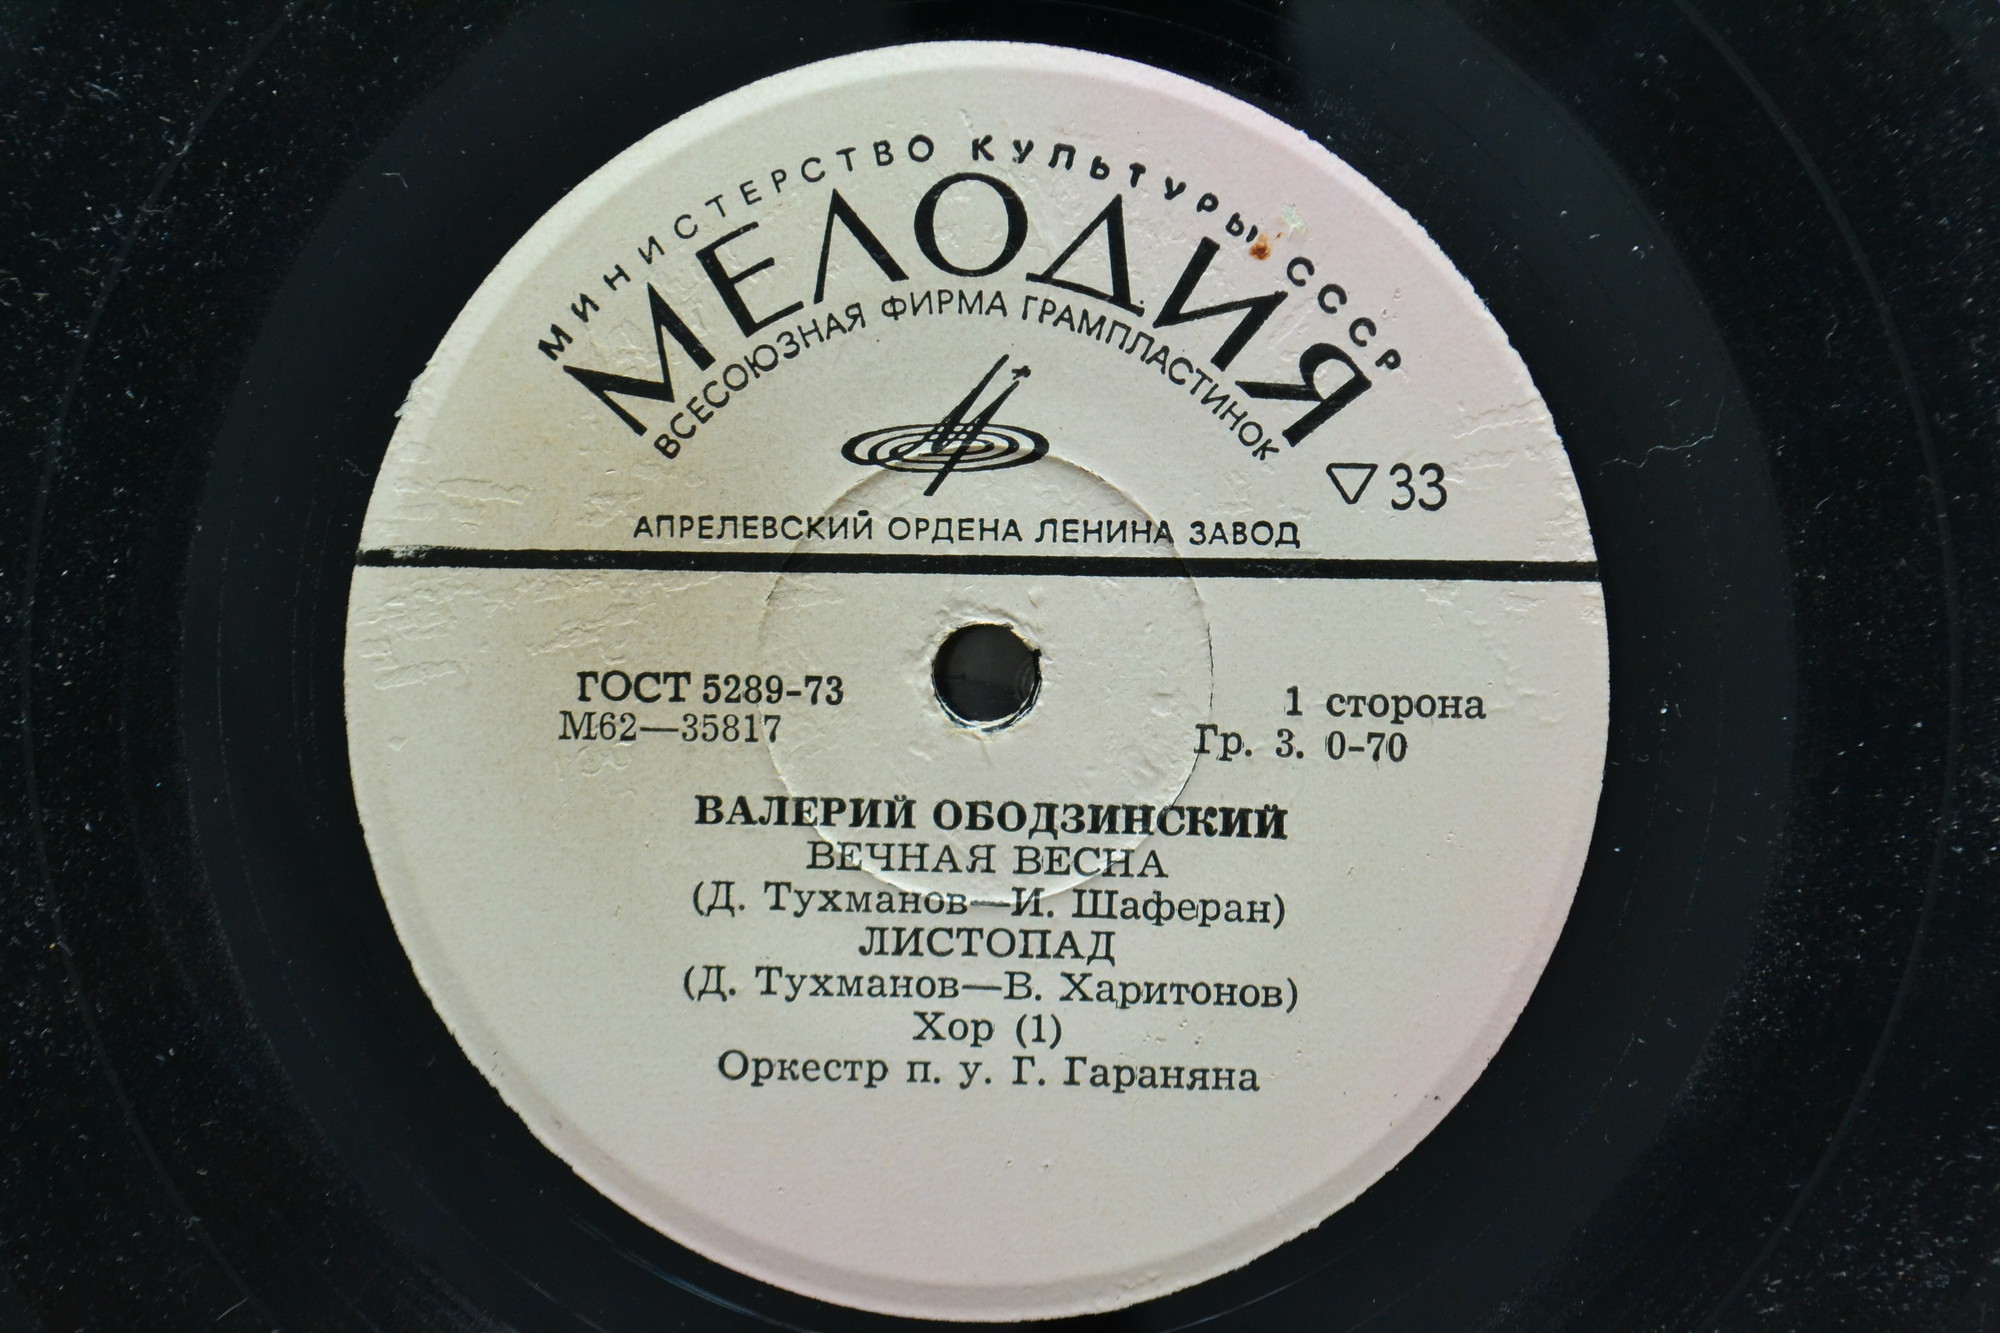 МИНИСТЕРСТВО КУЛЬТУРЫ СССР
МЕЛОДИЯ
ВСЕСОЮЗНАЯ ФИРМА ГРАМПЛАСТИНОК
33
АПРЕЛЕВСКИЙ ОРДЕНА ЛЕНИНА ЗАВОД
ГОСТ 5289-73
М62—35817
1 сторона
Гр. 3. 0-70
ВАЛЕРИЙ ОБОДЗИНСКИЙ
ВЕЧНАЯ ВЕСНА
(Д. Тухманов—И. Шаферан)
ЛИСТОПАД
(Д. Тухманов—В. Харитонов)
Хор (1)
Оркестр п. у. Г. Гараняна